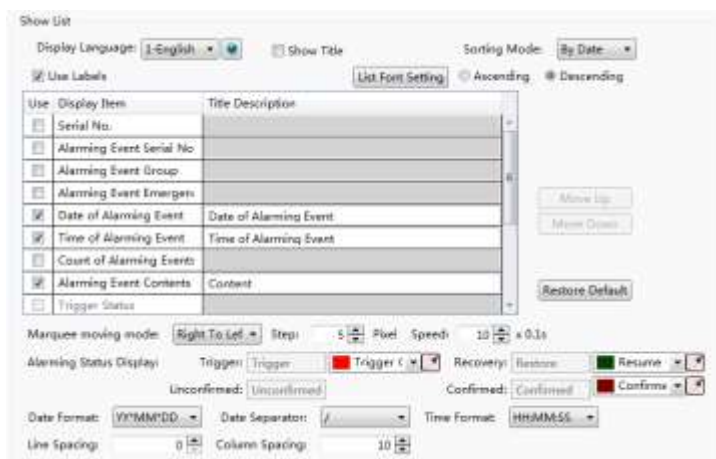 Show List
Display Language: 1-English Show Title Sorting Mode: By Date
Use Labels List Font Setting Ascending Descending
Use Display Item Title Description
Serial No.
Alarming Event Serial No
Alarming Event Group
Alarming Event Emergen
Date of Alarming Event Date of Alarming Event
Time of Alarming Event Time of Alarming Event
Count of Alarming Events
Alarming Event Contents Content
Trigger Status
Move Up
Move Down
Restore Default
Marquee moving mode: Right To Lef Step: 5 Pixel Speed: 10 x 0.1s
Alarming Status Display: Trigger: Trigger Trigger C Recovery: Restore Resume
Unconfirmed: Unconfirmed Confirmed: Confirmed Confirme
Date Format: YY*MM*DD Date Separator: / Time Format: HH:MM:SS
Line Spacing: 0 Column Spacing: 10